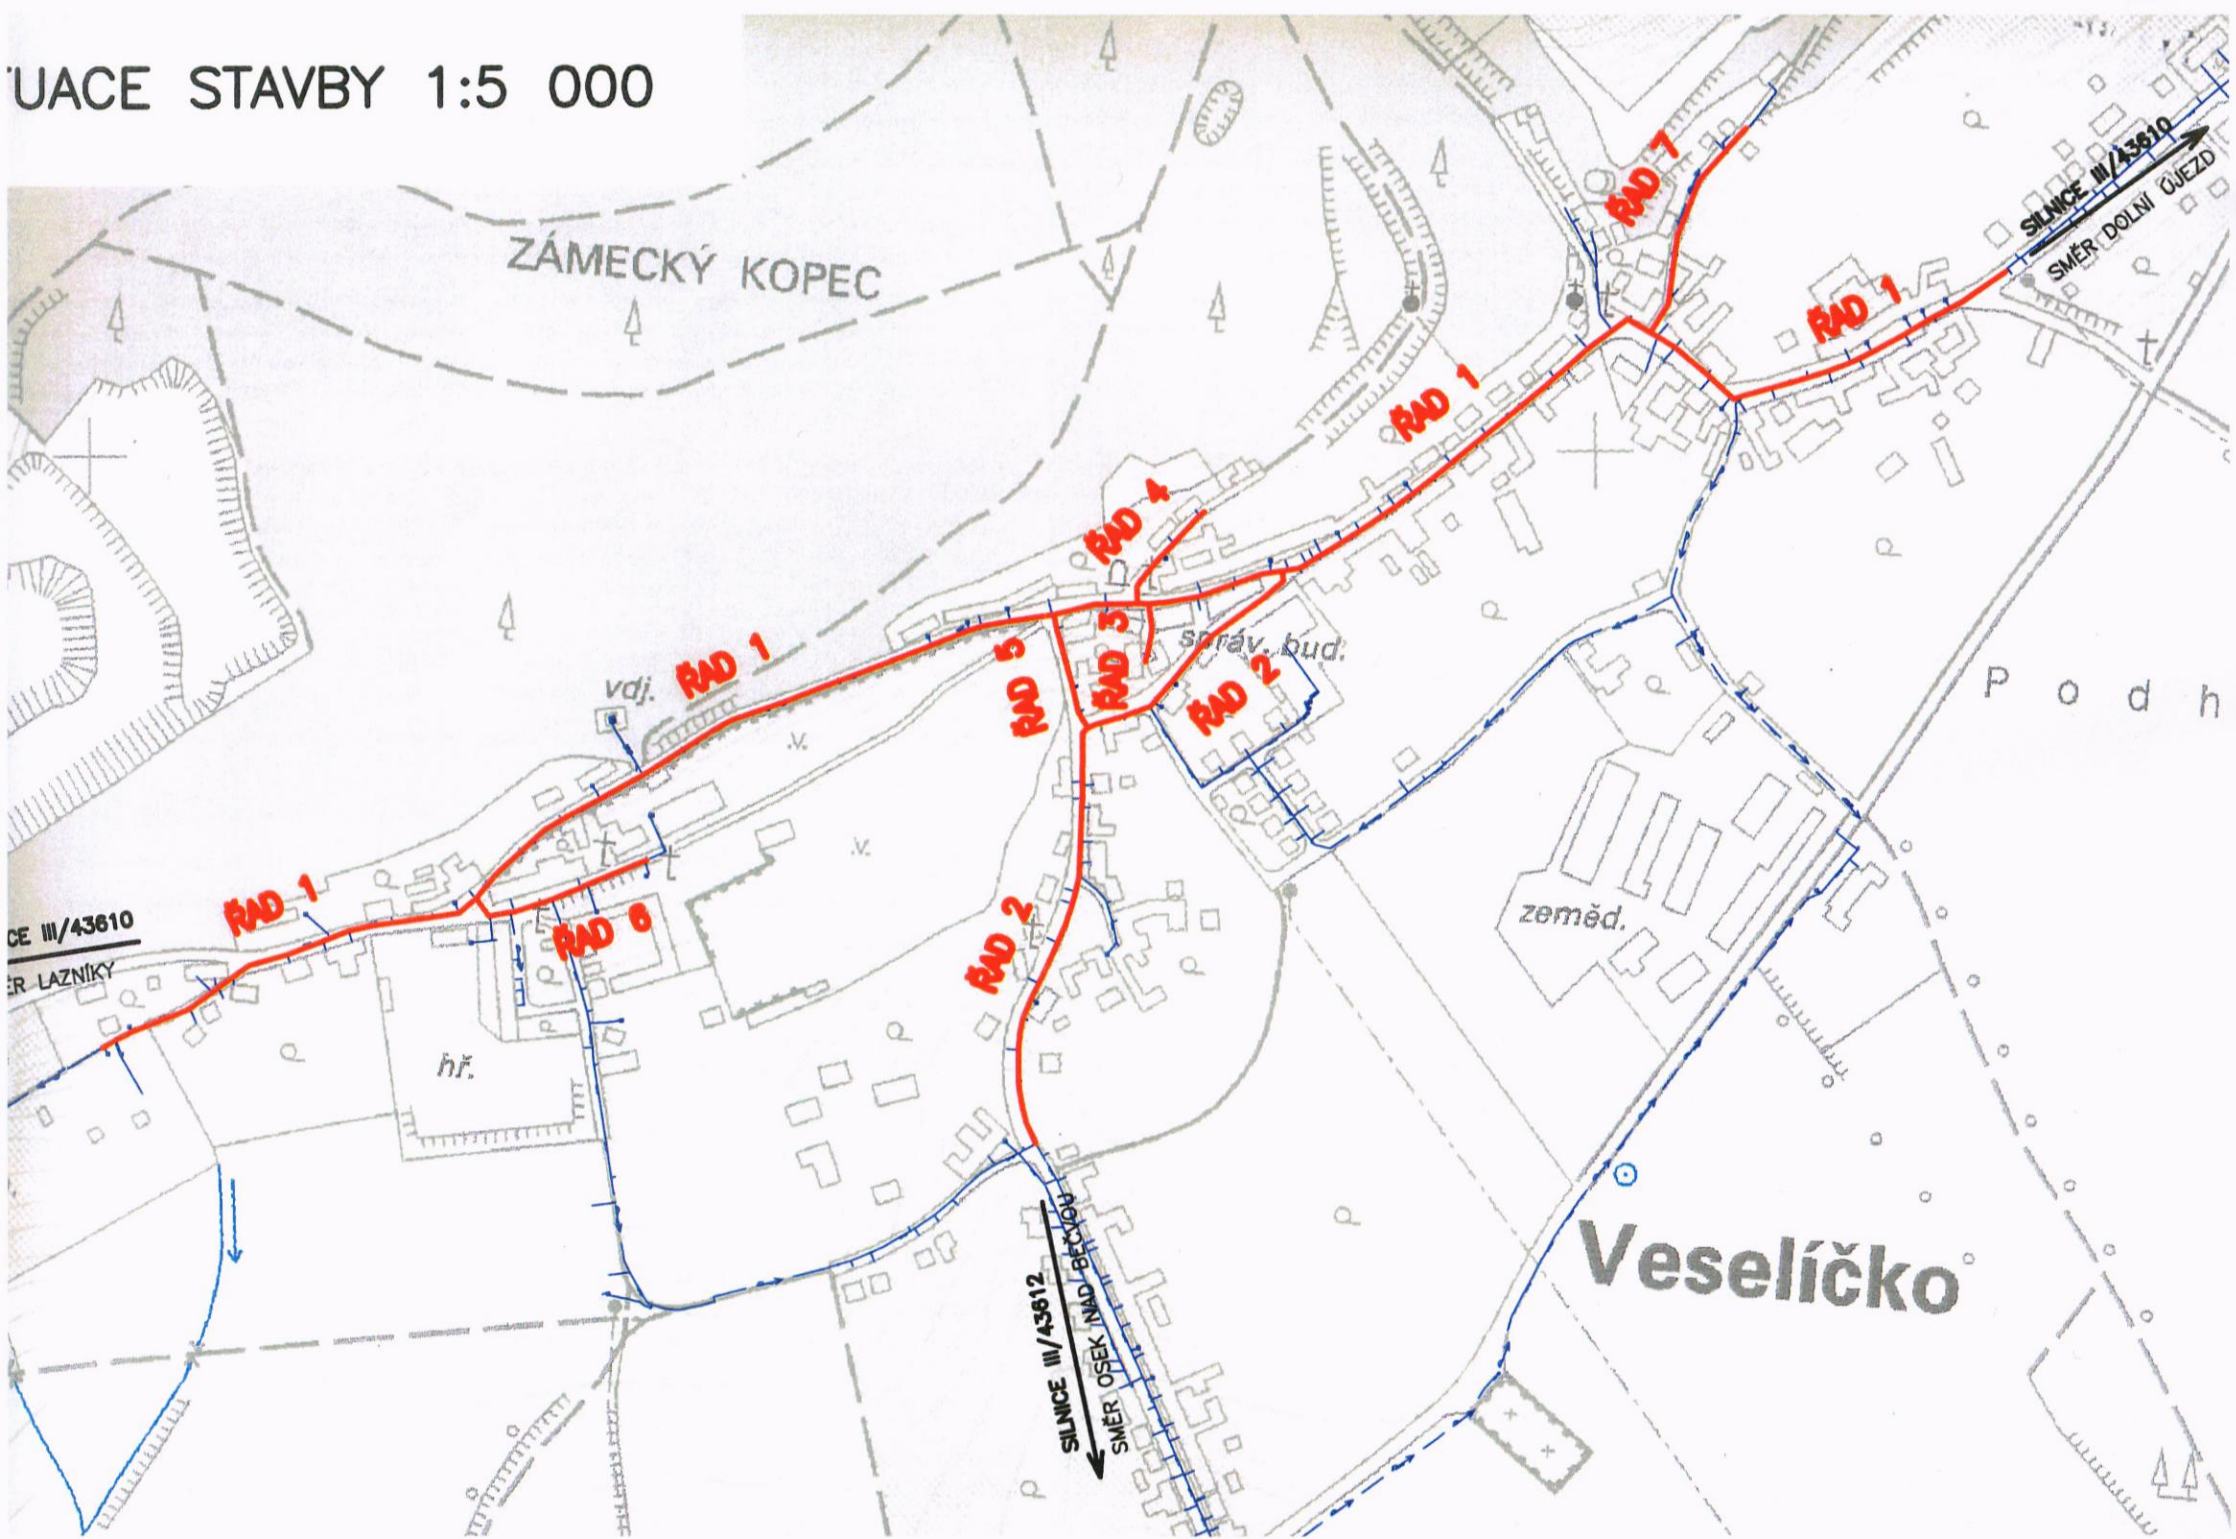 UACE STAVBY 1:5 000
ZÁMECKÝ KOPEC
ŘAD 7
SILNICE III/43610
SMĚR DOLNÍ ÚJEZD
ŘAD 1
ŘAD 1
ŘAD 4
ŘAD 3
správ. bud.
ŘAD 5
ŘAD 2
ŘAD 1
vdj.
v.
v.
P o d h
ŘAD 1
ŘAD 6
ŘAD 2
zeměd.
CE III/43610
ĚR LAZNÍKY
hř.
Veselíčko
SILNICE III/43612
SMĚR OSEK NAD BEČVOU